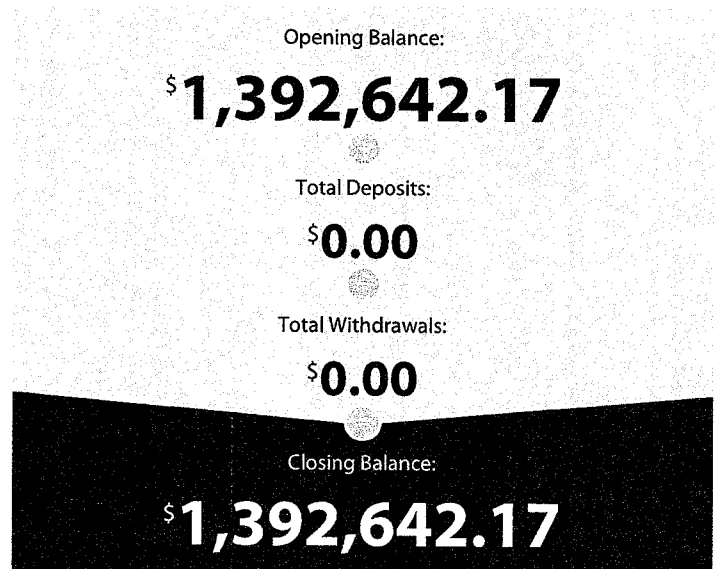 Opening Balance:
$1,392,642.17
Total Deposits:
$0.00
Total Withdrawals:
$0.00
Closing Balance:
$1,392,642.17